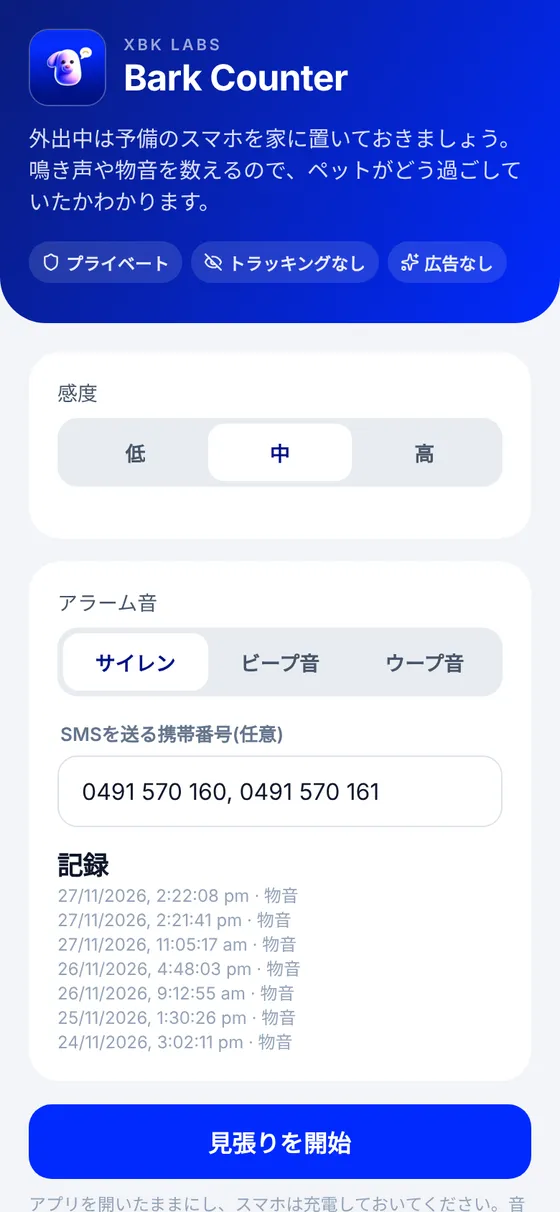 XBK LABS
Bark Counter
外出中は予備のスマホを家に置いておきましょう。
鳴き声や物音を数えるので、ペットがどう過ごして
いたかわかります。
プライベート トラッキングなし 広告なし
感度
低 中 高
アラーム音
サイレン ビープ音 ウープ音
SMSを送る携帯番号(任意)
0491 570 160, 0491 570 161
記録
27/11/2026, 2:22:08 pm · 物音
27/11/2026, 2:21:41 pm · 物音
27/11/2026, 11:05:17 am · 物音
26/11/2026, 4:48:03 pm · 物音
26/11/2026, 9:12:55 am · 物音
25/11/2026, 1:30:26 pm · 物音
24/11/2026, 3:02:11 pm · 物音
見張りを開始
アプリを開いたままにし、スマホは充電しておいてください。音